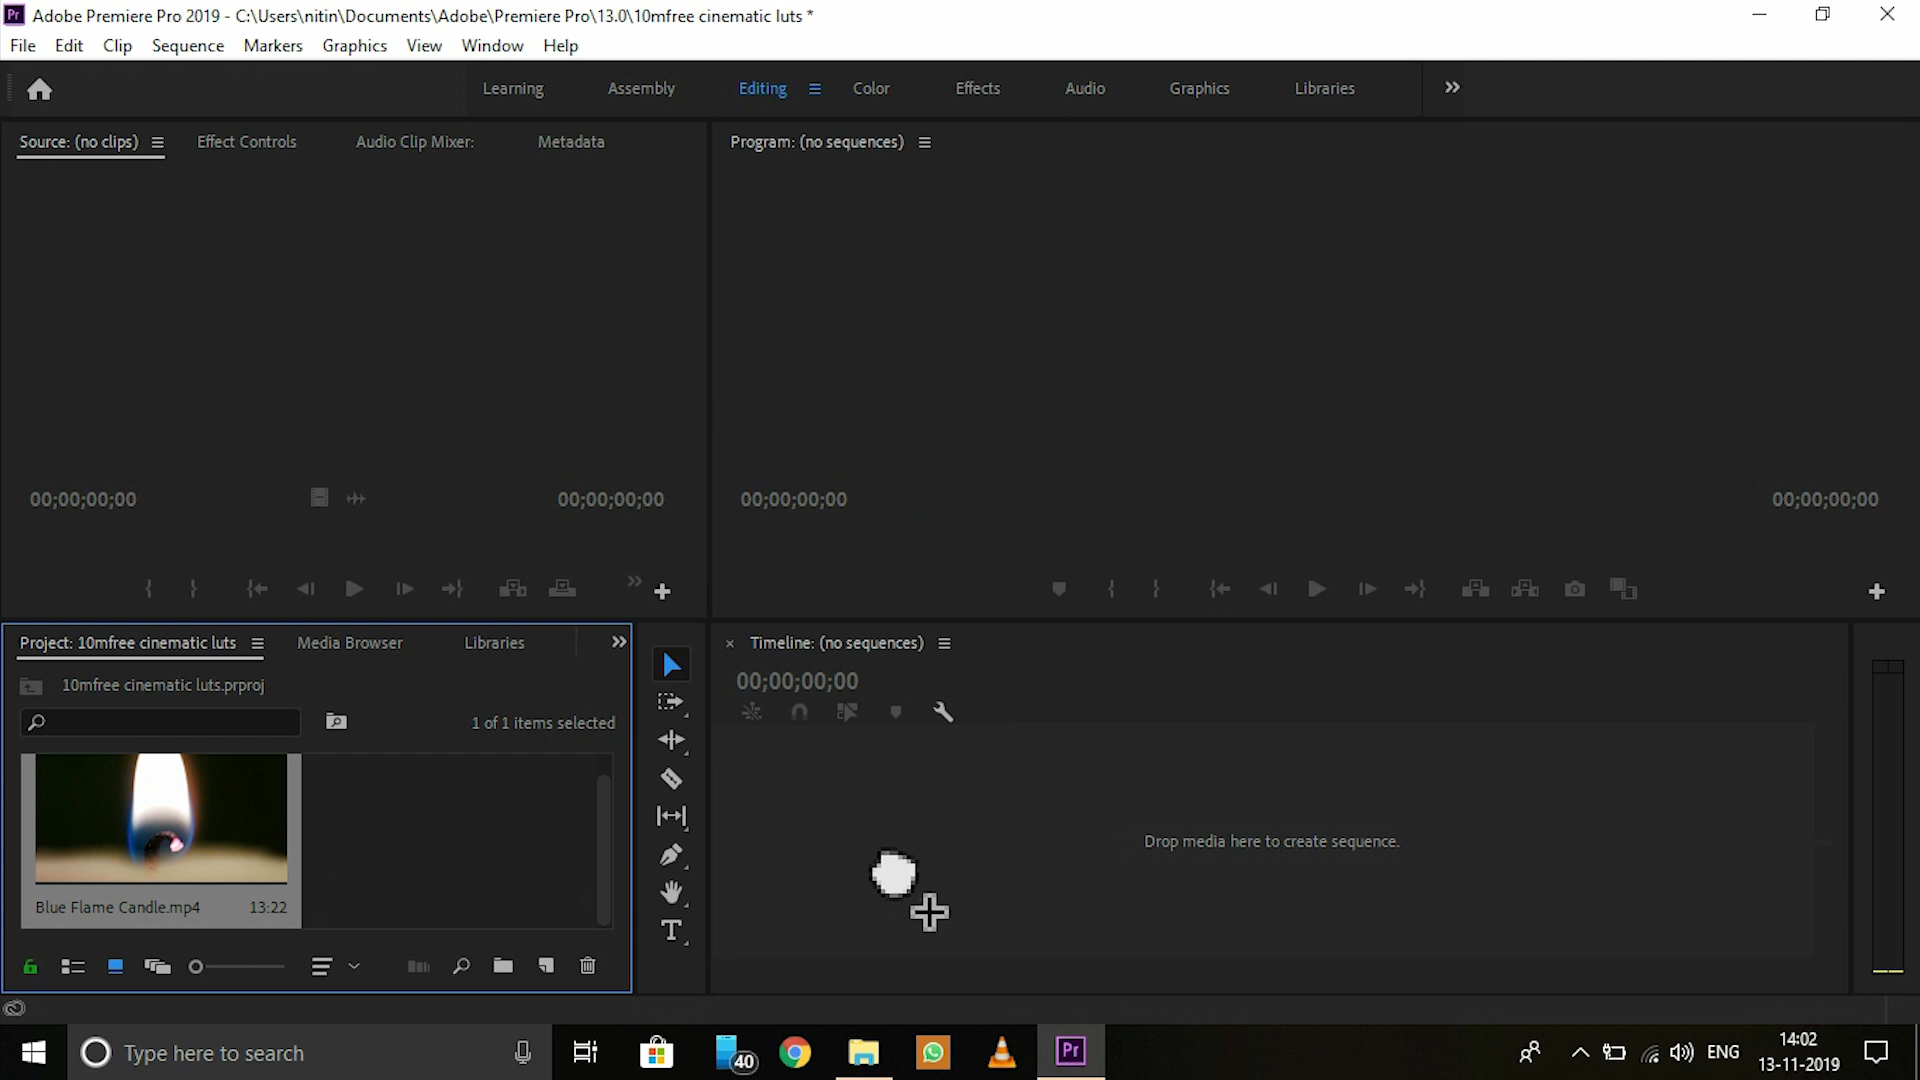 Pr Adobe Premiere Pro 2019 - C:\Users\nitin\Documents\Adobe\Premiere Pro\13.0\10mfree cinematic luts *
File Edit Clip Sequence Markers Graphics View Window Help
Learning Assembly Editing Color Effects Audio Graphics Libraries
Source: (no clips) Effect Controls Audio Clip Mixer: Metadata
Program: (no sequences)
00;00;00;00 00;00;00;00
00;00;00;00 00;00;00;00
Project: 10mfree cinematic luts Media Browser Libraries
10mfree cinematic luts.prproj
1 of 1 items selected
Blue Flame Candle.mp4 13:22
Timeline: (no sequences)
00;00;00;00
Drop media here to create sequence.
Type here to search
40
Pr
ENG
14:02
13-11-2019